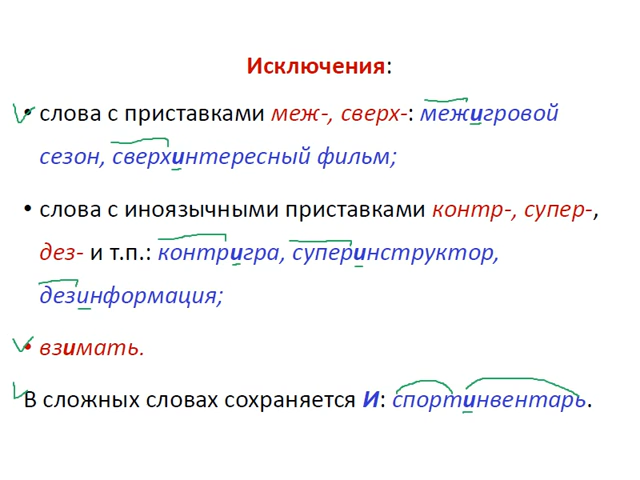 Исключения:
• слова с приставками меж-, сверх-: межигровой
сезон, сверхинтересный фильм;
• слова с иноязычными приставками контр-, супер-,
дез- и т.п.: контригра, суперинструктор,
дезинформация;
• взимать.
В сложных словах сохраняется И: спортинвентарь.